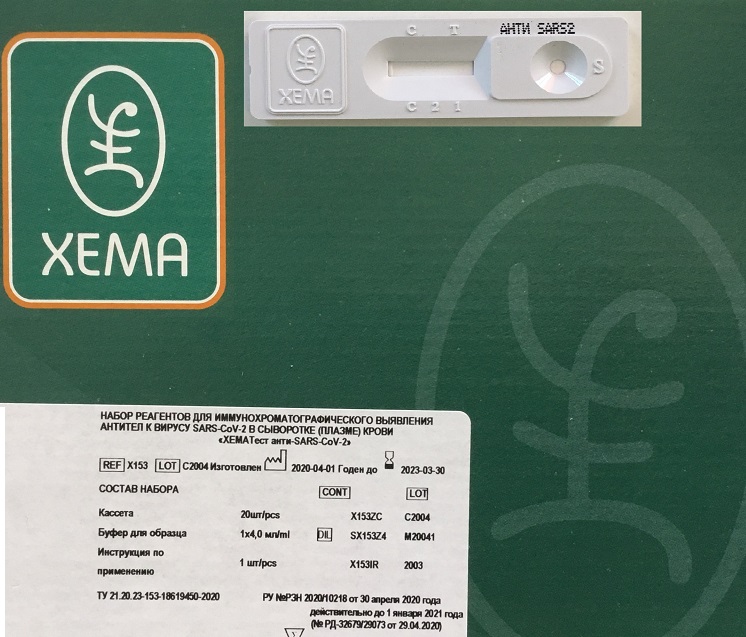 C T
АНТИ SARS2
S
ХЕМА
C 2 1
ХЕМА
НАБОР РЕАГЕНТОВ ДЛЯ ИММУНОХРОМАТОГРАФИЧЕСКОГО ВЫЯВЛЕНИЯ
АНТИТЕЛ К ВИРУСУ SARS-CoV-2 В СЫВОРОТКЕ (ПЛАЗМЕ) КРОВИ
«ХЕМАТест анти-SARS-CoV-2»
REF X153 LOT C2004 Изготовлен 2020-04-01 Годен до 2023-03-30
СОСТАВ НАБОРА CONT LOT
Кассета 20шт/pcs X153ZC C2004
Буфер для образца 1x4,0 мл/ml DIL SX153Z4 M20041
Инструкция по
применению 1 шт/pcs X153IR 2003
ТУ 21.20.23-153-18619450-2020 РУ №РЗН 2020/10218 от 30 апреля 2020 года
действительно до 1 января 2021 года
(№ РД-32679/29073 от 29.04.2020)